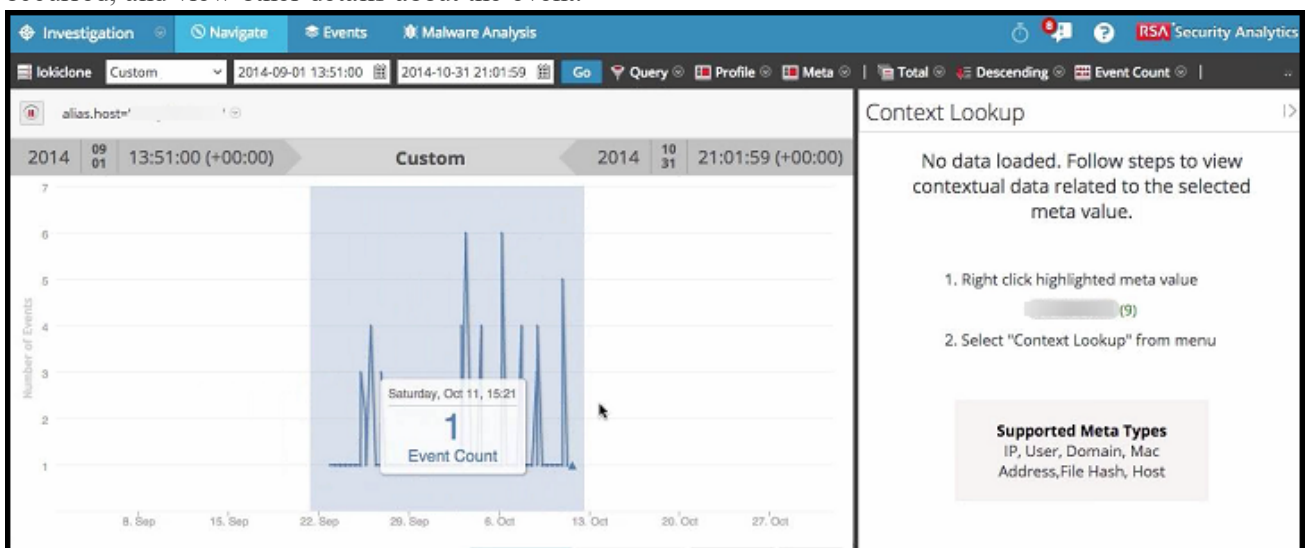 Investigation Navigate Events Malware Analysis 8 ? RSA Security Analytics
lokiclone Custom 2014-09-01 13:51:00 2014-10-31 21:01:59 Go Query Profile Meta | Total Descending Event Count |
alias.host=' '
2014 09 01 13:51:00 (+00:00) Custom 2014 10 31 21:01:59 (+00:00)
Context Lookup
No data loaded. Follow steps to view
contextual data related to the selected
meta value.
1. Right click highlighted meta value
(9)
2. Select "Context Lookup" from menu
Supported Meta Types
IP, User, Domain, Mac
Address,File Hash, Host
Number of Events
7
6
5
4
3
2
1
Saturday, Oct 11, 15:21
1
Event Count
8. Sep 15. Sep 22. Sep 29. Sep 6. Oct 13. Oct 20. Oct 27. Oct